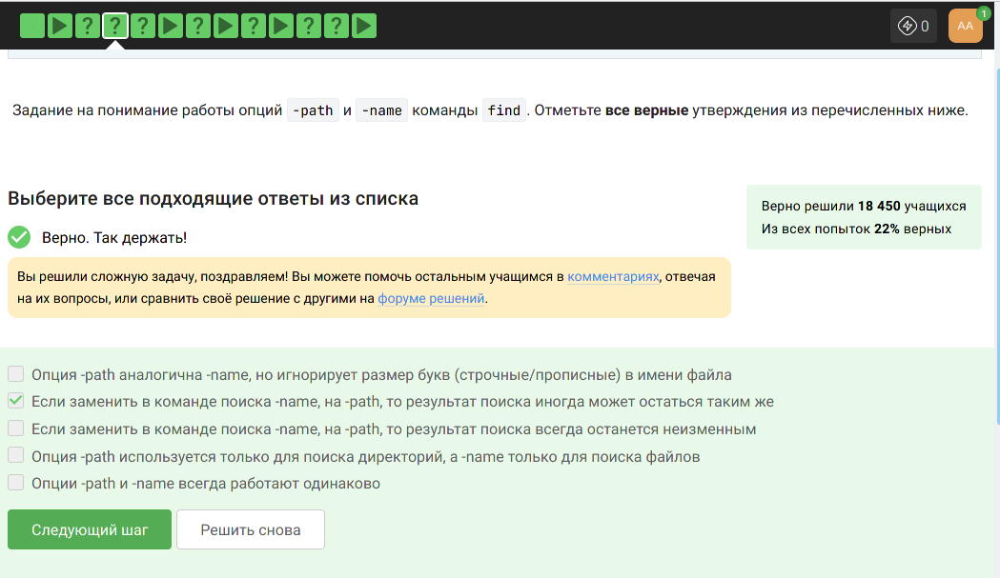 ? ? ? ? ? ? ?
0
AA
1
Задание на понимание работы опций -path и -name команды find. Отметьте все верные утверждения из перечисленных ниже.
Выберите все подходящие ответы из списка
Верно решили 18 450 учащихся
Из всех попыток 22% верных
Верно. Так держать!
Вы решили сложную задачу, поздравляем! Вы можете помочь остальным учащимся в комментариях, отвечая
на их вопросы, или сравнить своё решение с другими на форуме решений.
Опция -path аналогична -name, но игнорирует размер букв (строчные/прописные) в имени файла
Если заменить в команде поиска -name, на -path, то результат поиска иногда может остаться таким же
Если заменить в команде поиска -name, на -path, то результат поиска всегда останется неизменным
Опция -path используется только для поиска директорий, а -name только для поиска файлов
Опции -path и -name всегда работают одинаково
Следующий шаг
Решить снова